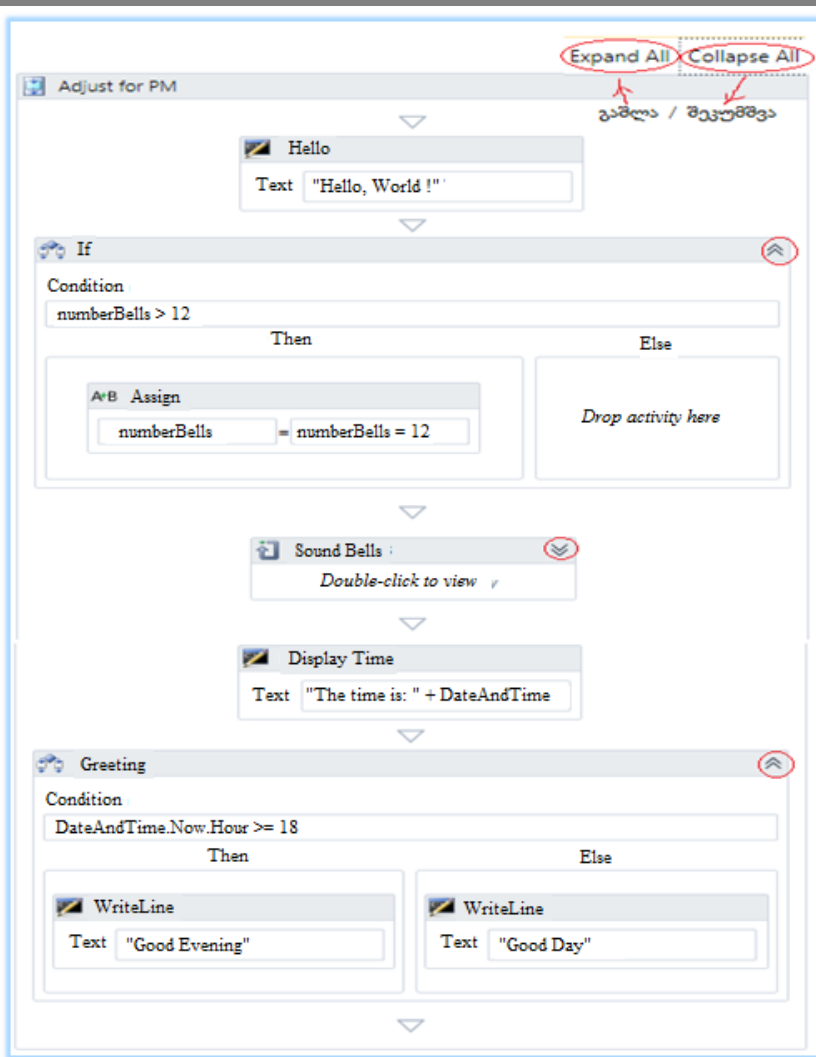 Expand All Collapse All
Adjust for PM
გაშლა / შეკუმშვა
Hello
Text "Hello, World !"
If
Condition
numberBells > 12
Then Else
A+B Assign
numberBells = numberBells = 12
Drop activity here
Sound Bells
Double-click to view
Display Time
Text "The time is: " + DateAndTime
Greeting
Condition
DateAndTime.Now.Hour >= 18
Then Else
WriteLine WriteLine
Text "Good Evening" Text "Good Day"